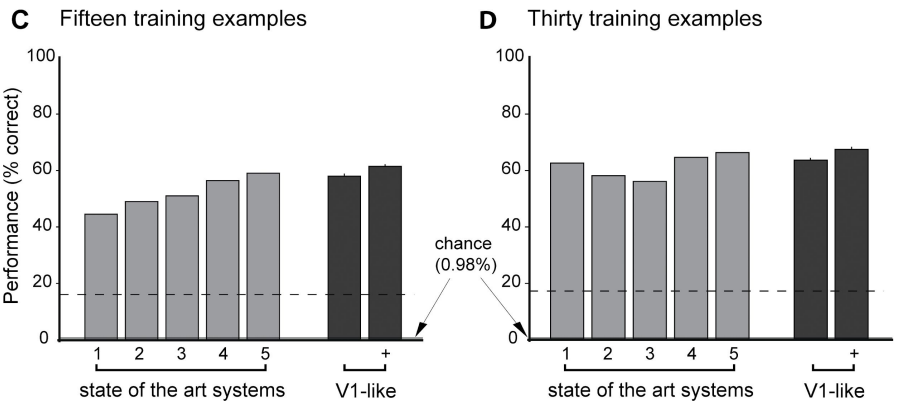 C Fifteen training examples
Performance (% correct)
100
80
60
40
20
0
1 2 3 4 5 +
state of the art systems V1-like
chance
(0.98%)
D Thirty training examples
100
80
60
40
20
0
1 2 3 4 5 +
state of the art systems V1-like